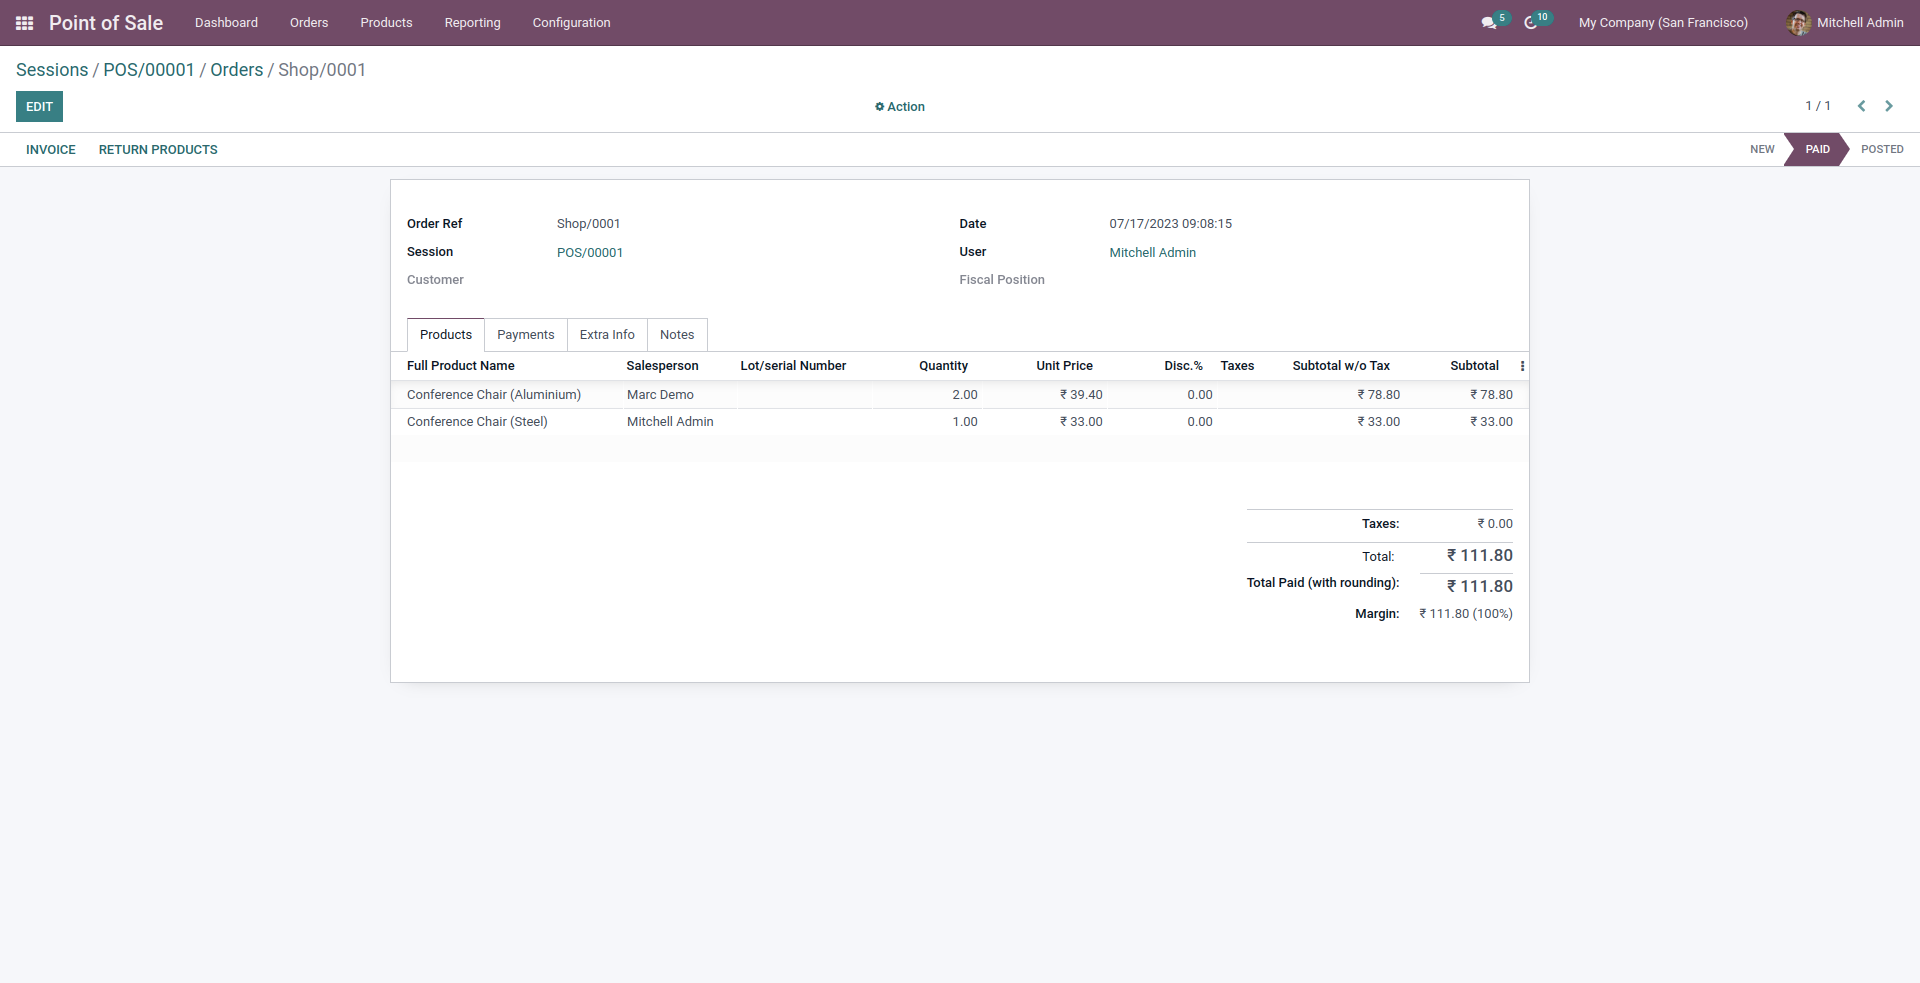 Point of Sale Dashboard Orders Products Reporting Configuration 5 10 My Company (San Francisco) Mitchell Admin
Sessions / POS/00001 / Orders / Shop/0001
EDIT Action 1 / 1
INVOICE RETURN PRODUCTS NEW PAID POSTED
Order Ref Shop/0001 Date 07/17/2023 09:08:15
Session POS/00001 User Mitchell Admin
Customer Fiscal Position
Products Payments Extra Info Notes
Full Product Name Salesperson Lot/serial Number Quantity Unit Price Disc.% Taxes Subtotal w/o Tax Subtotal
Conference Chair (Aluminium) Marc Demo 2.00 ₹ 39.40 0.00 ₹ 78.80 ₹ 78.80
Conference Chair (Steel) Mitchell Admin 1.00 ₹ 33.00 0.00 ₹ 33.00 ₹ 33.00
Taxes: ₹ 0.00
Total: ₹ 111.80
Total Paid (with rounding): ₹ 111.80
Margin: ₹ 111.80 (100%)